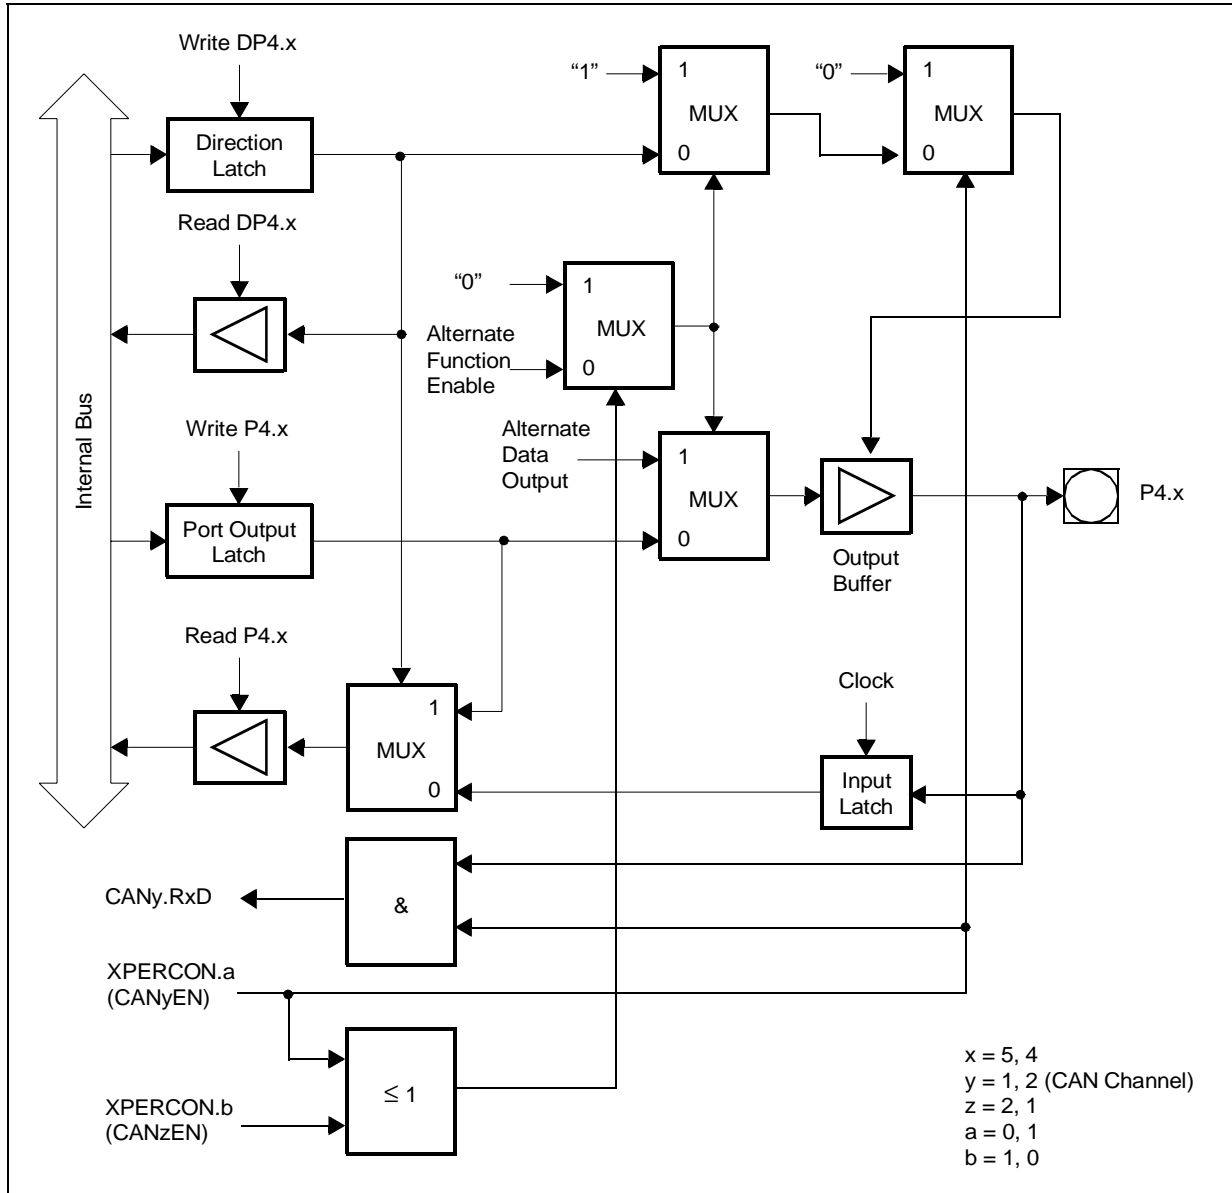 Write DP4.x
“1”
1
MUX
0
“0”
1
MUX
0
Direction
Latch
Read DP4.x
“0”
1
MUX
0
Alternate
Function
Enable
Internal Bus
Write P4.x
Alternate
Data
Output
1
MUX
0
P4.x
Port Output
Latch
Output
Buffer
Read P4.x
Clock
1
MUX
0
Input
Latch
CANy.RxD
&
XPERCON.a
(CANyEN)
≤ 1
XPERCON.b
(CANzEN)
x = 5, 4
y = 1, 2 (CAN Channel)
z = 2, 1
a = 0, 1
b = 1, 0